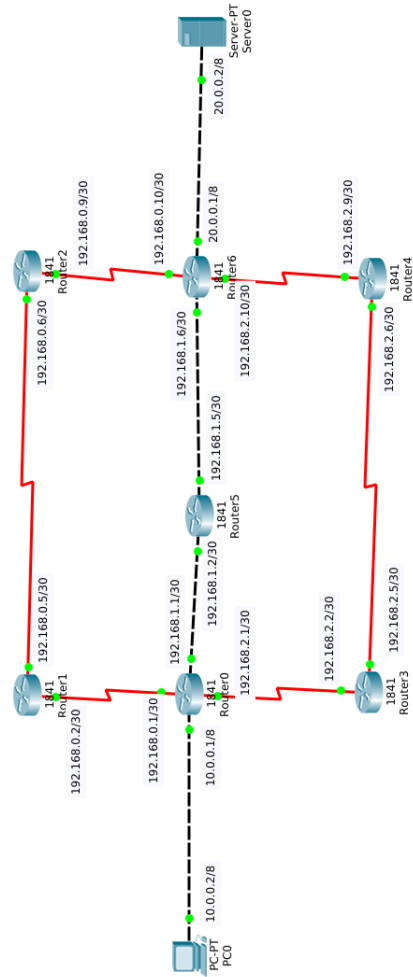 192.168.0.2/30
1841
Router1
192.168.0.5/30
192.168.0.6/30
1841
Router2
192.168.0.9/30
192.168.0.1/30
192.168.0.10/30
PC-PT
PC0
10.0.0.2/8
10.0.0.1/8
1841
Router0
192.168.1.1/30
192.168.1.2/30
1841
Router5
192.168.1.5/30
192.168.1.6/30
1841
Router6
20.0.0.1/8
20.0.0.2/8
Server-PT
Server0
192.168.2.1/30
192.168.2.10/30
192.168.2.2/30
1841
Router3
192.168.2.5/30
192.168.2.6/30
1841
Router4
192.168.2.9/30